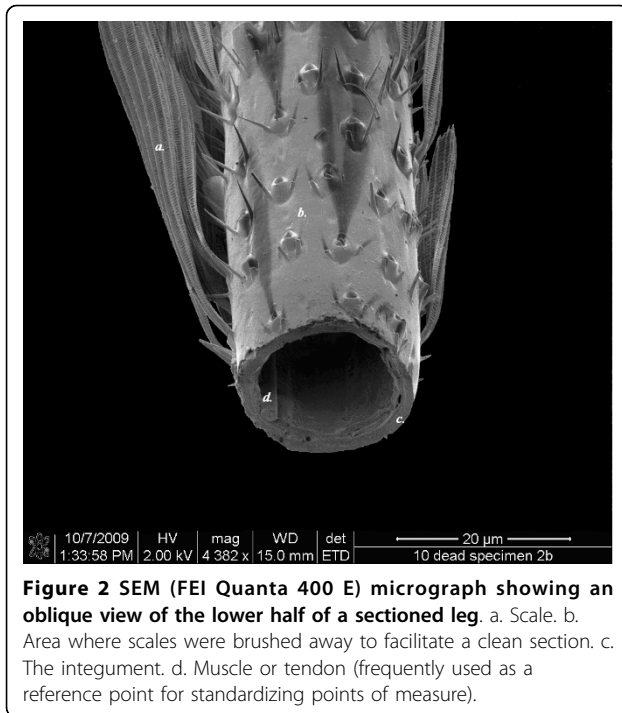 a.
b.
d.
c.
10/7/2009 HV mag WD det 20 µm
1:33:58 PM 2.00 kV 4 382 x 15.0 mm ETD 10 dead specimen 2b
Figure 2 SEM (FEI Quanta 400 E) micrograph showing an
oblique view of the lower half of a sectioned leg. a. Scale. b.
Area where scales were brushed away to facilitate a clean section. c.
The integument. d. Muscle or tendon (frequently used as a
reference point for standardizing points of measure).